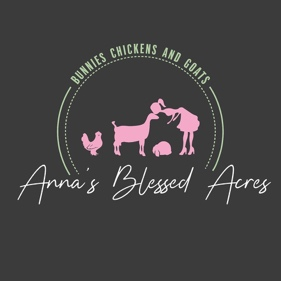 BUNNIES CHICKENS AND GOATS
Anna's Blessed Acres